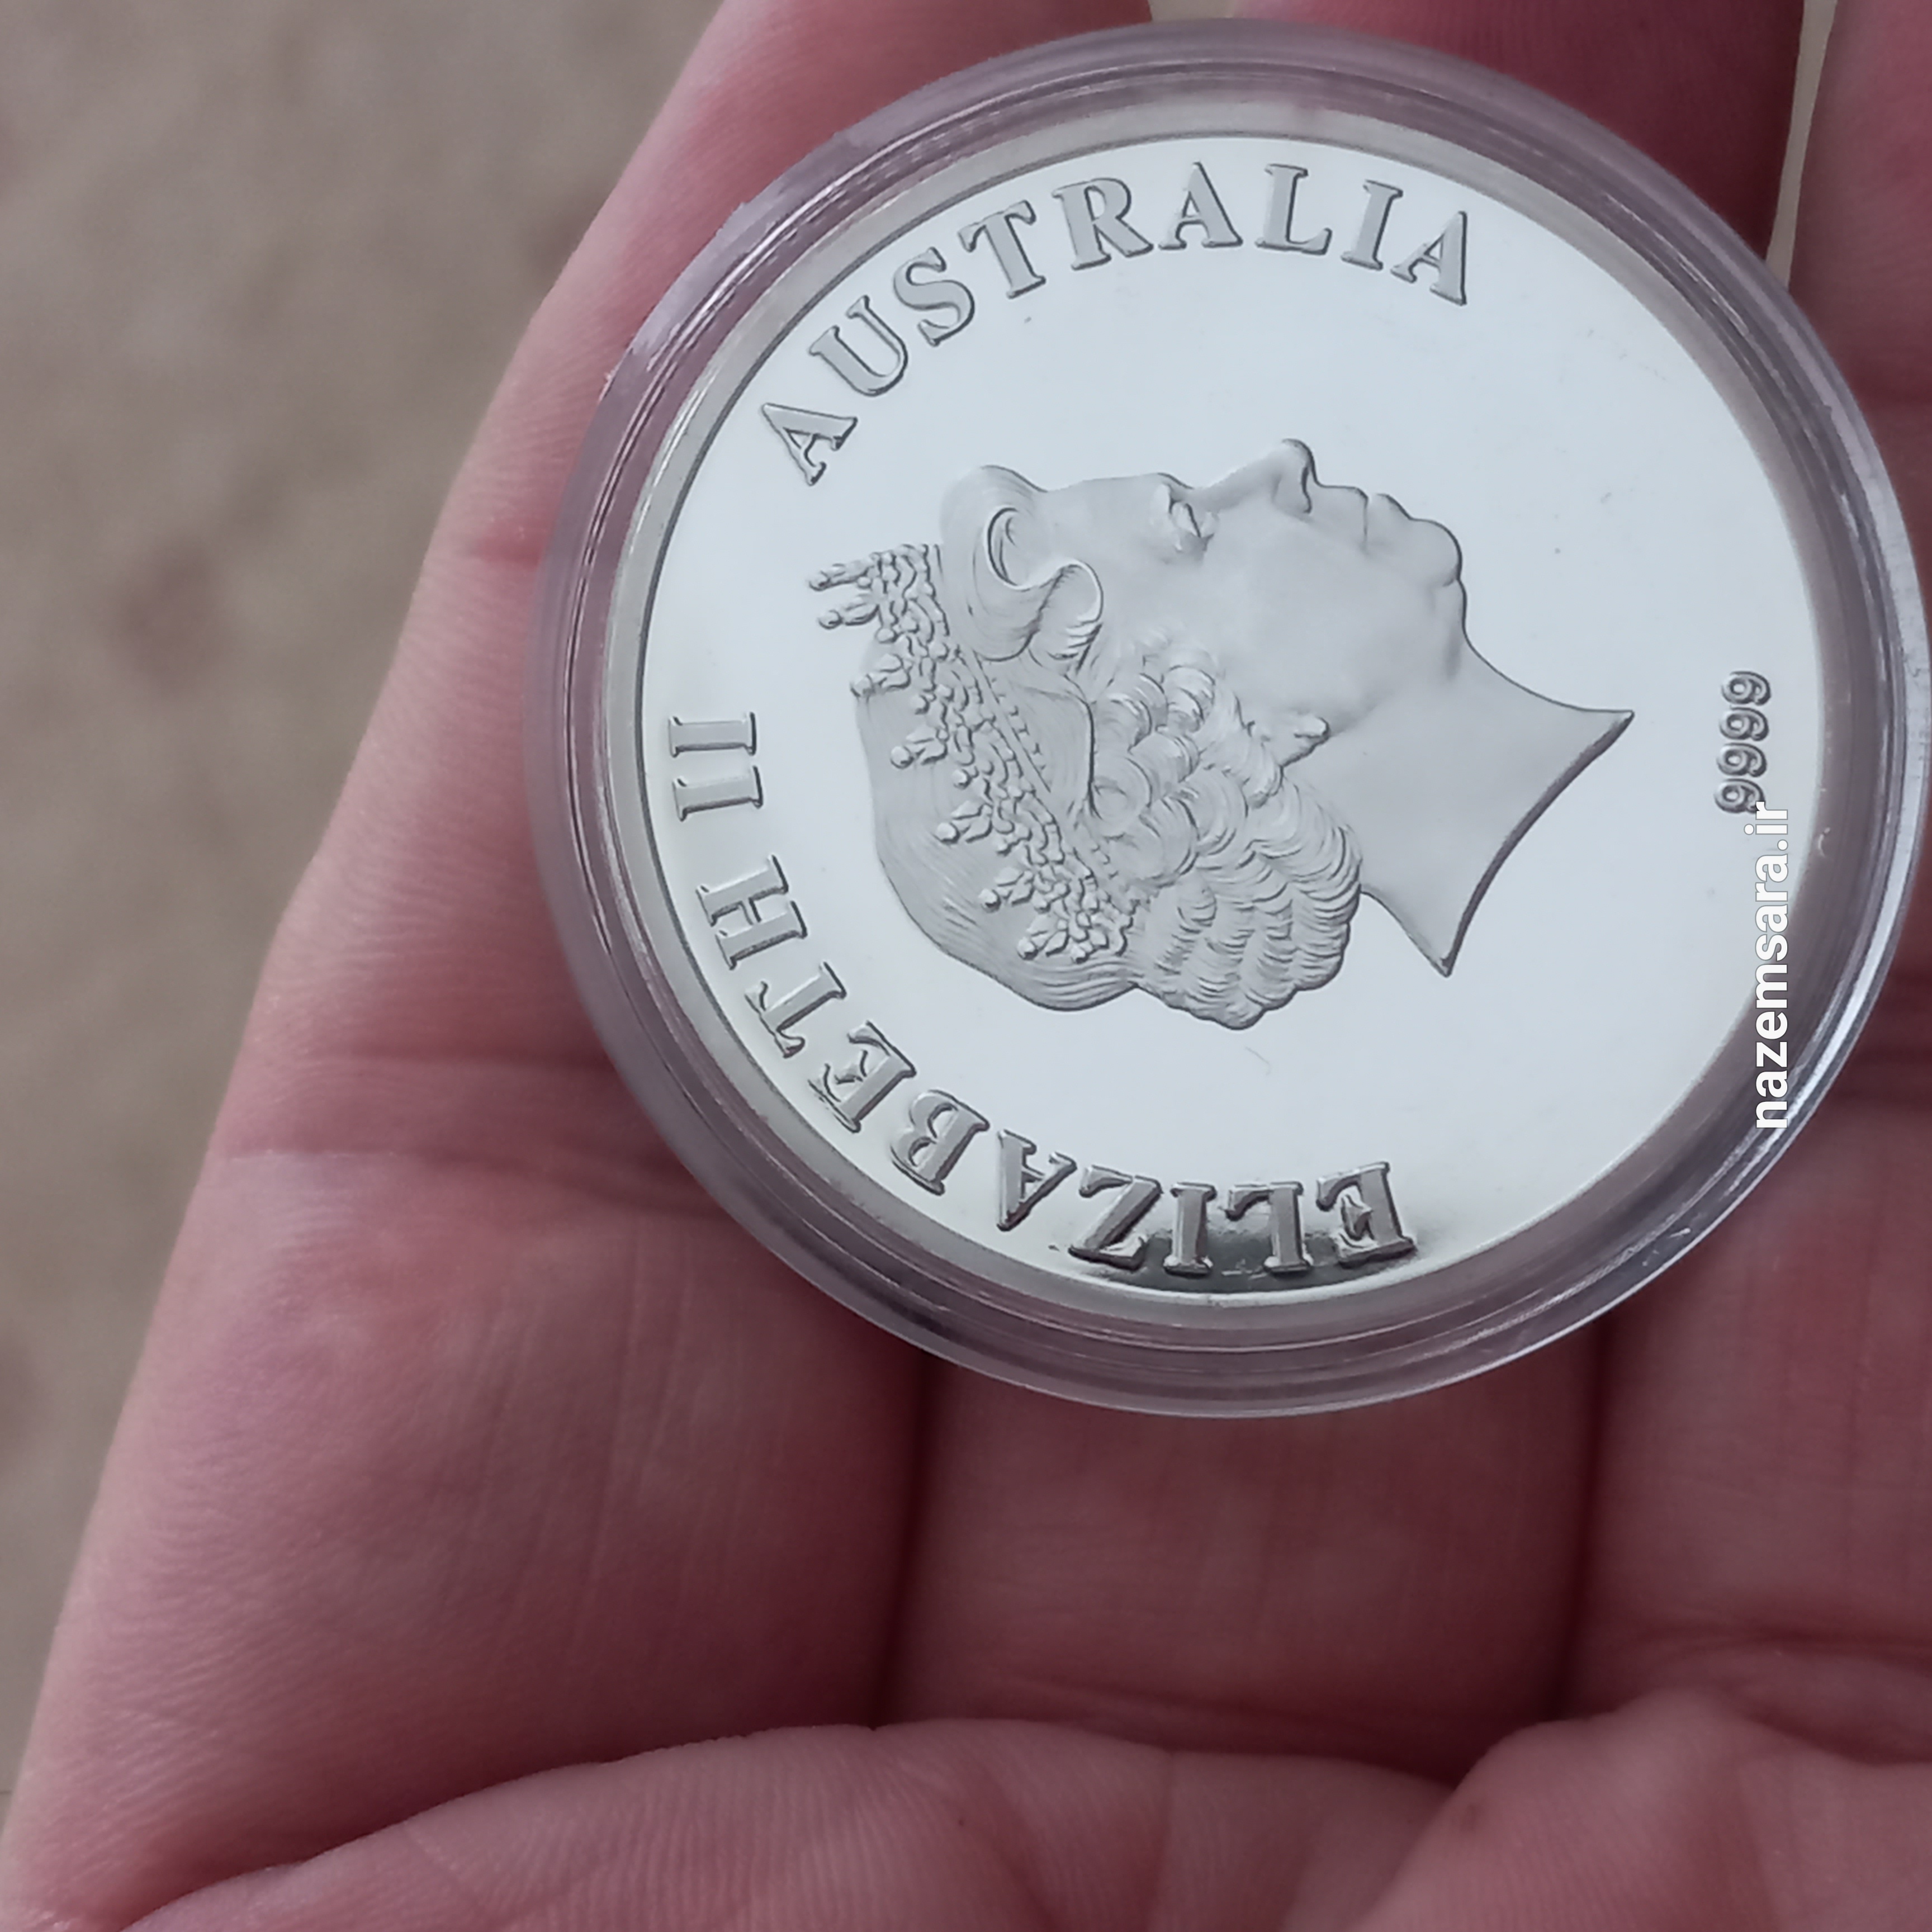 ELIZABETH II AUSTRALIA
9999
nazemsara.ir